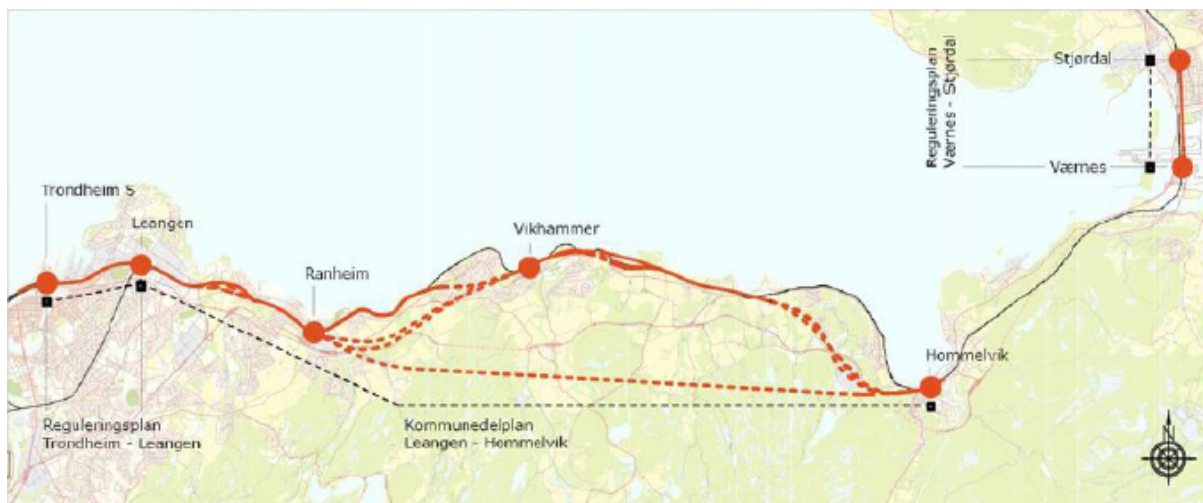 Trondheim S
Leangen
Ranheim
Vikhammer
Reguleringsplan
Værnes - Stjørdal
Stjørdal
Værnes
Hommelvik
Reguleringsplan
Trondheim - Leangen
Kommunedelplan
Leangen - Hommelvik
N